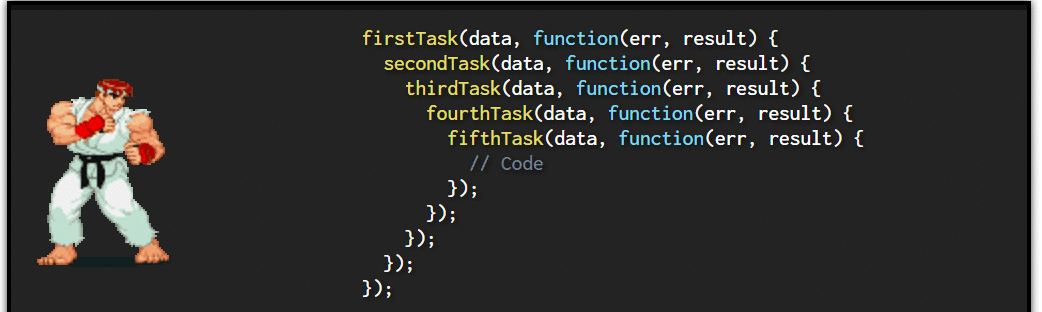 firstTask(data, function(err, result) {
  secondTask(data, function(err, result) {
    thirdTask(data, function(err, result) {
      fourthTask(data, function(err, result) {
        fifthTask(data, function(err, result) {
          // Code
        });
      });
    });
  });
});